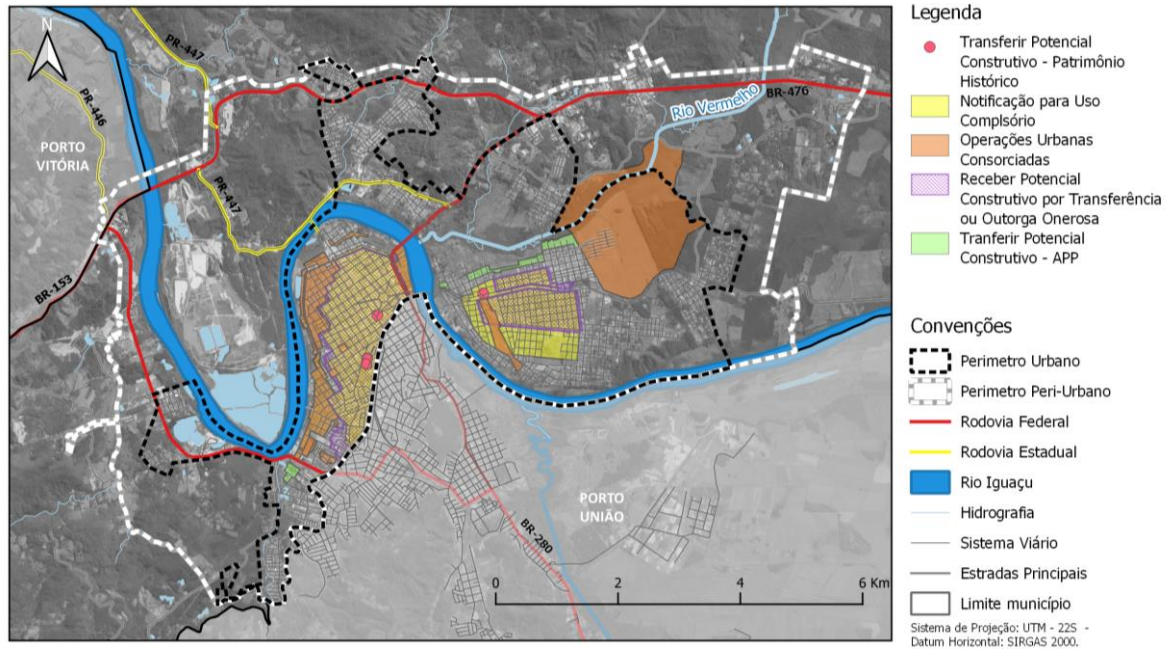 N
PR-447
PR-446
PORTO
VITÓRIA
BR-153
PR-447
Rio Vermelho
BR-476
PORTO
UNIÃO
BR-280
0 2 4 6 Km
Legenda
Transferir Potencial
Construtivo - Patrimônio
Histórico
Notificação para Uso
Complsório
Operações Urbanas
Consorciadas
Receber Potencial
Construtivo por Transferência
ou Outorga Onerosa
Tranferir Potencial
Construtivo - APP
Convenções
Perimetro Urbano
Perimetro Peri-Urbano
Rodovia Federal
Rodovia Estadual
Rio Iguaçu
Hidrografia
Sistema Viário
Estradas Principais
Limite município
Sistema de Projeção: UTM - 22S -
Datum Horizontal: SIRGAS 2000.